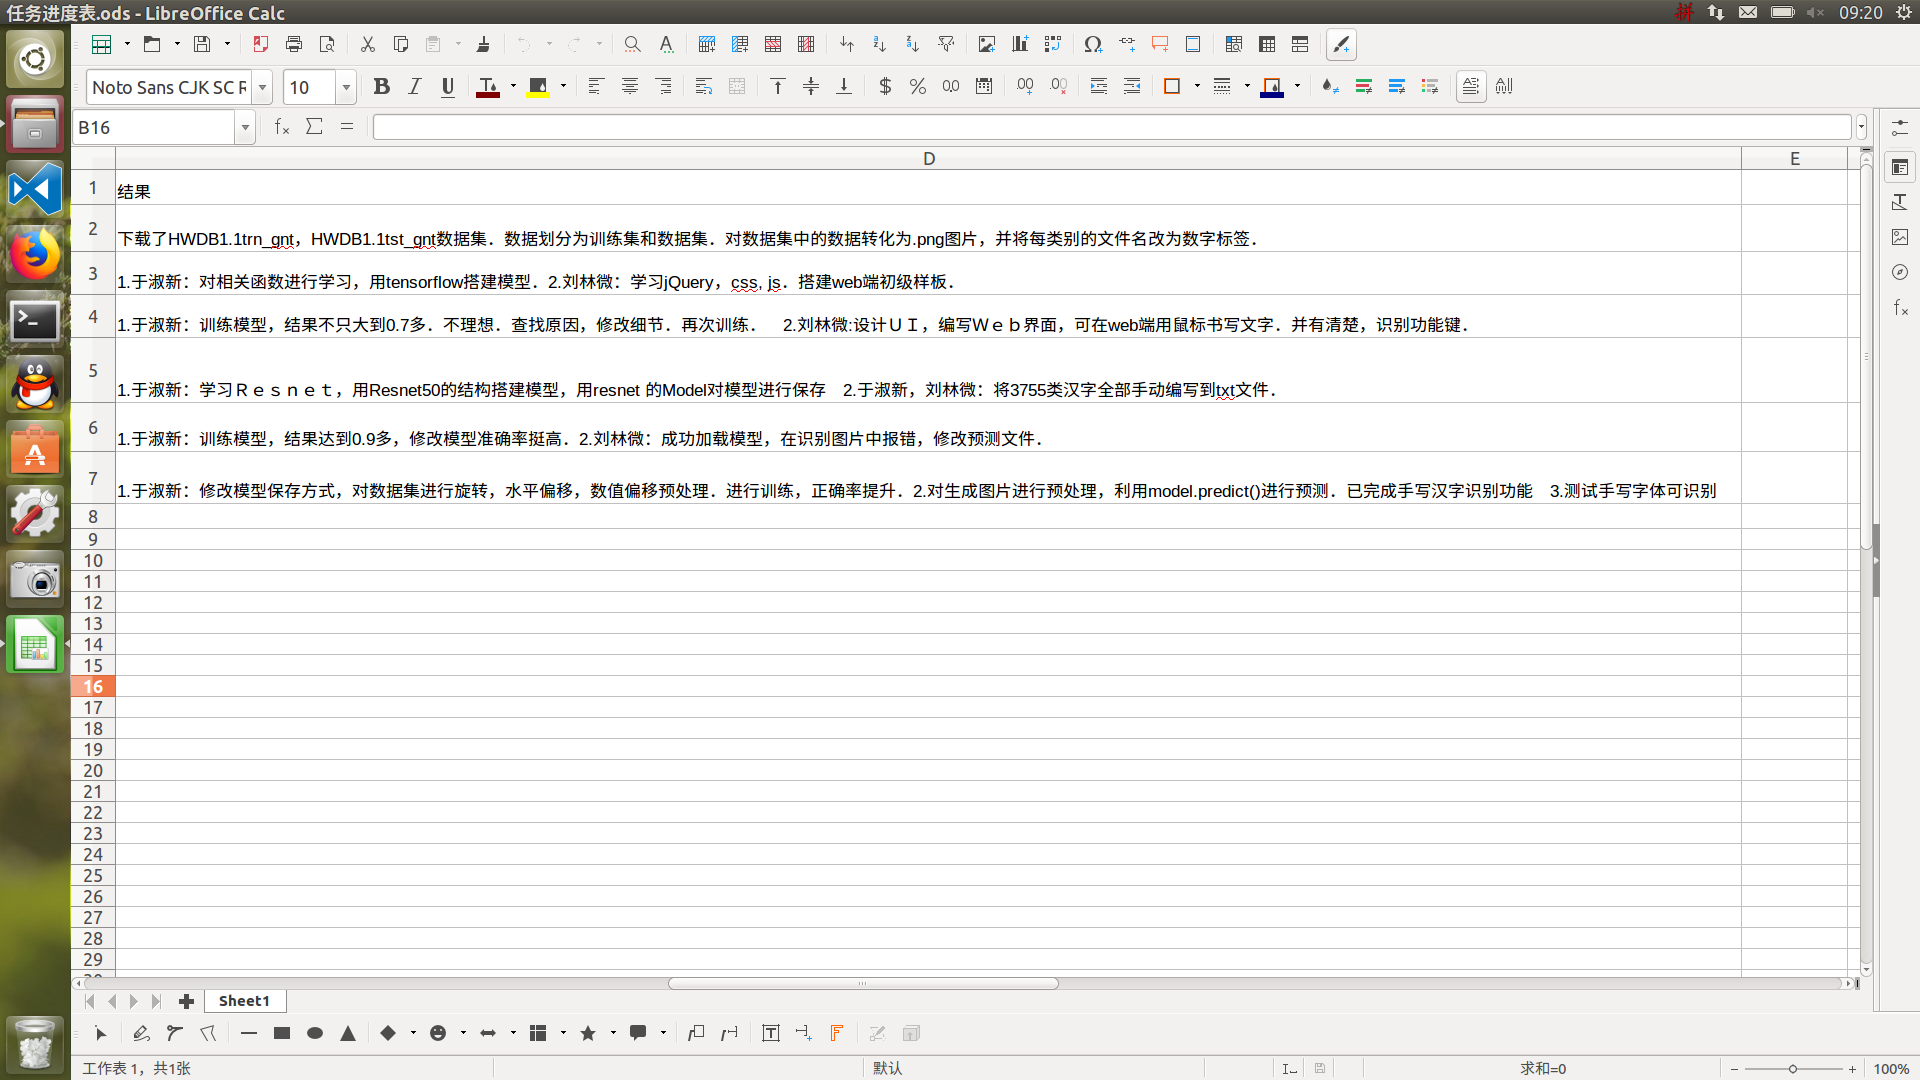 任务进度表.ods - LibreOffice Calc
拼
09:20
Noto Sans CJK SC R
10
B16
D
E
1 结果
2 下载了HWDB1.1trn_gnt，HWDB1.1tst_gnt数据集．数据划分为训练集和数据集．对数据集中的数据转化为.png图片，并将每类别的文件名改为数字标签．
3 1.于淑新：对相关函数进行学习，用tensorflow搭建模型．2.刘林微：学习jQuery，css, js．搭建web端初级样板．
4 1.于淑新：训练模型，结果不只大到0.7多．不理想．查找原因，修改细节．再次训练．　2.刘林微:设计ＵＩ，编写Ｗｅｂ界面，可在web端用鼠标书写文字．并有清楚，识别功能键．
5 1.于淑新：学习Ｒｅｓｎｅｔ，用Resnet50的结构搭建模型，用resnet 的Model对模型进行保存　2.于淑新，刘林微：将3755类汉字全部手动编写到txt文件．
6 1.于淑新：训练模型，结果达到0.9多，修改模型准确率挺高．2.刘林微：成功加载模型，在识别图片中报错，修改预测文件．
7 1.于淑新：修改模型保存方式，对数据集进行旋转，水平偏移，数值偏移预处理．进行训练，正确率提升．2.对生成图片进行预处理，利用model.predict()进行预测．已完成手写汉字识别功能　3.测试手写字体可识别
8
9
10
11
12
13
14
15
16
17
18
19
20
21
22
23
24
25
26
27
28
29
Sheet1
工作表 1，共1张
默认
求和=0
100%